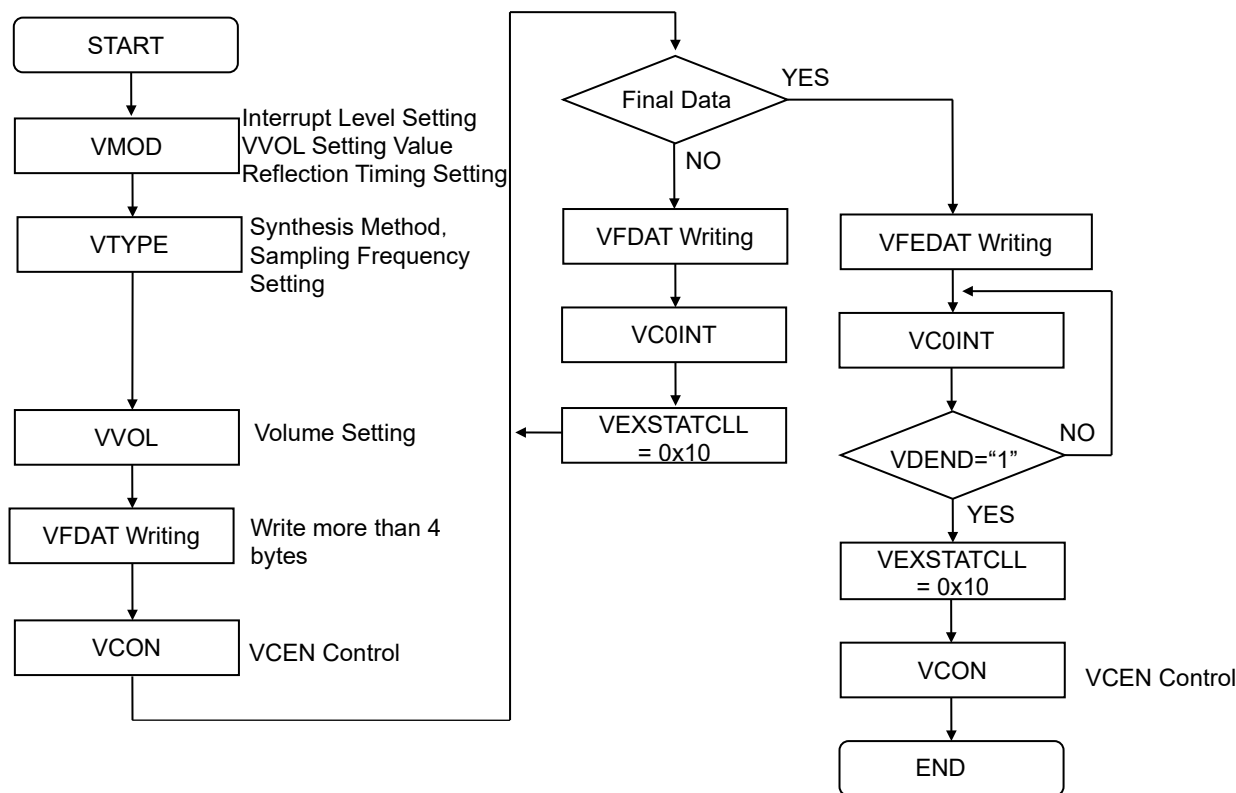 START
VMOD
Interrupt Level Setting
VVOL Setting Value
Reflection Timing Setting
VTYPE
Synthesis Method,
Sampling Frequency
Setting
VVOL
Volume Setting
VFDAT Writing
Write more than 4
bytes
VCON
VCEN Control
Final Data
YES
NO
VFDAT Writing
VC0INT
VEXSTATCLL
= 0x10
VFEDAT Writing
VC0INT
VDEND=“1”
NO
YES
VEXSTATCLL
= 0x10
VCON
VCEN Control
END